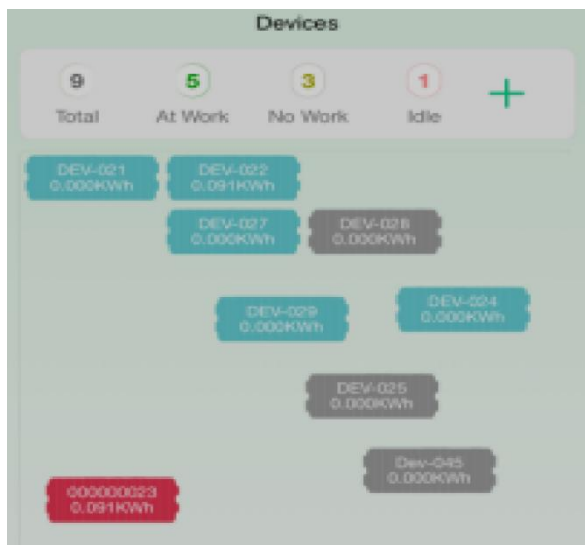 Devices
9 5 3 1
Total At Work No Work Idle
DEV-021 DEV-022
0.000KWh 0.091KWh
DEV-027 DEV-028
0.000KWh 0.000KWh
DEV-029 DEV-024
0.000KWh 0.000KWh
DEV-025
0.000KWh
Dev-045
0.000KWh
000000023
0.091KWh